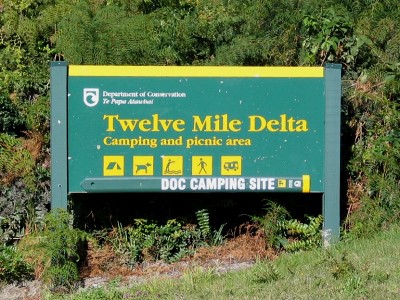 Department of Conservation
Te Papa Atawhai
Twelve Mile Delta
Camping and picnic area
DOC CAMPING SITE